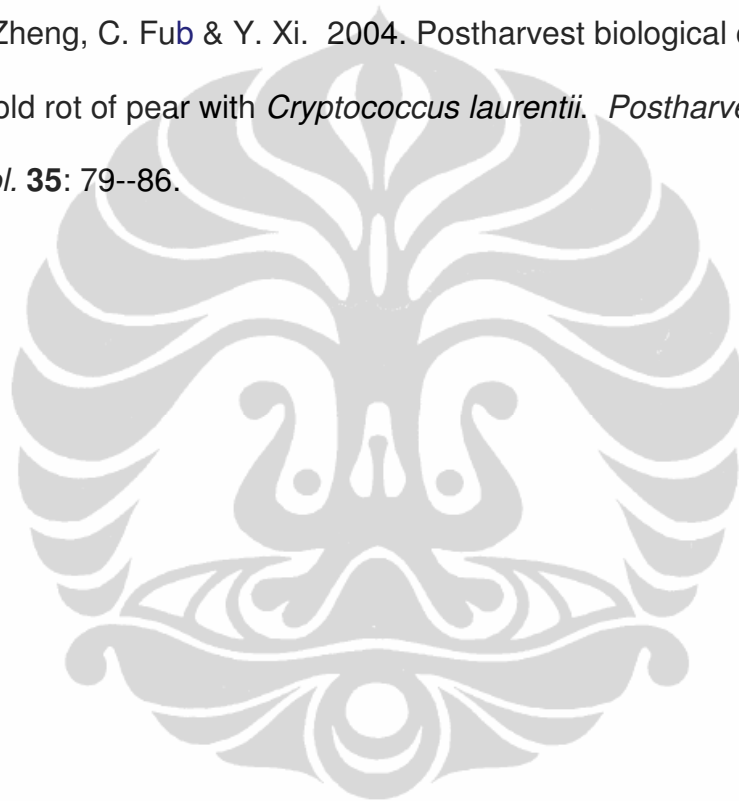 Zheng, C. Fub & Y. Xi. 2004. Postharvest biological
old rot of pear with Cryptococcus laurentii. Postharve
ol. 35: 79--86.